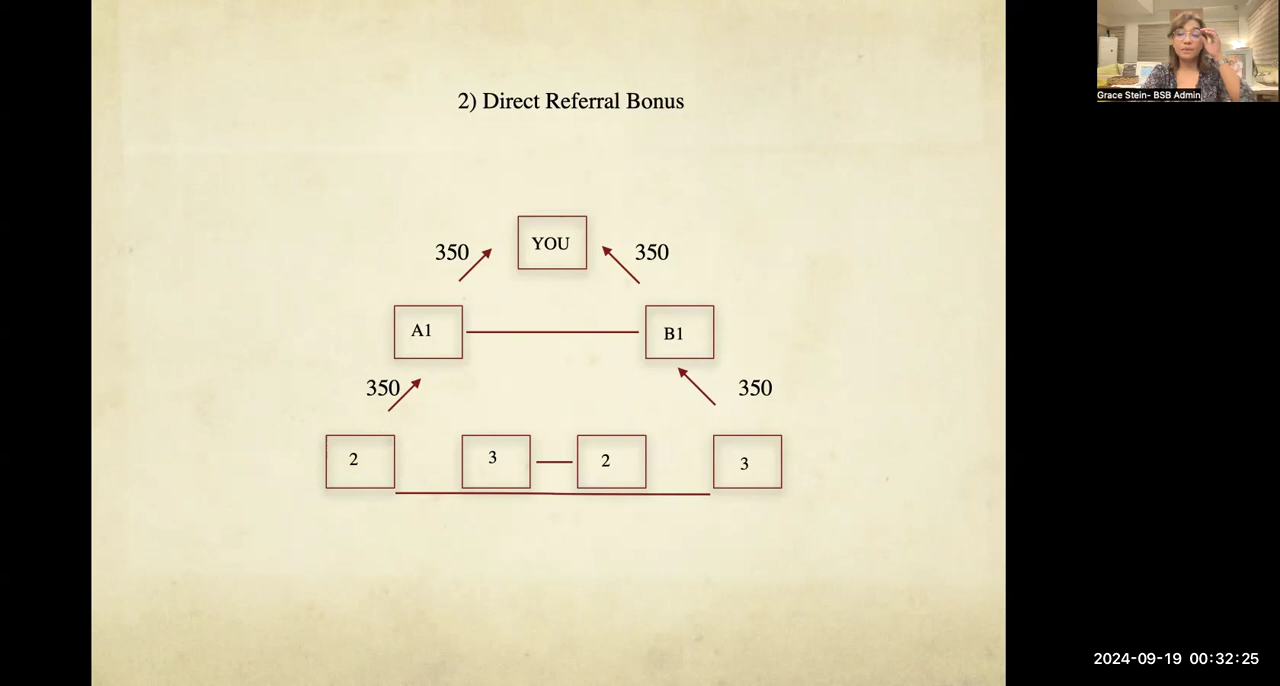 Grace Stein- BSB Admin
2) Direct Referral Bonus
350
YOU
350
A1
B1
350
350
2
3
2
3
2024-09-19 00:32:25